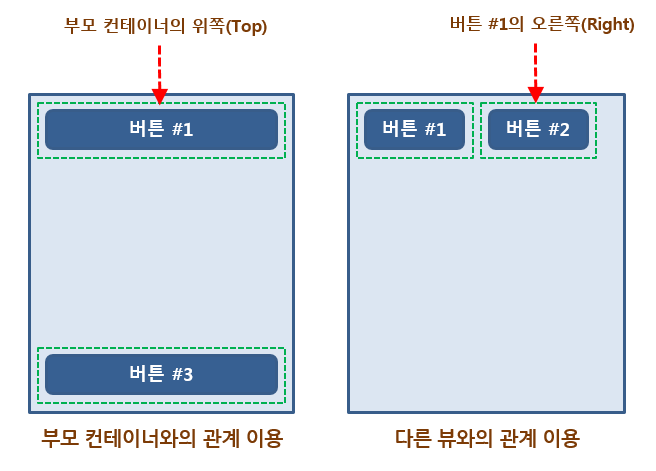 부모 컨테이너의 위쪽(Top)
버튼 #1의 오른쪽(Right)
버튼 #1
버튼 #1
버튼 #2
버튼 #3
부모 컨테이너와의 관계 이용
다른 뷰와의 관계 이용